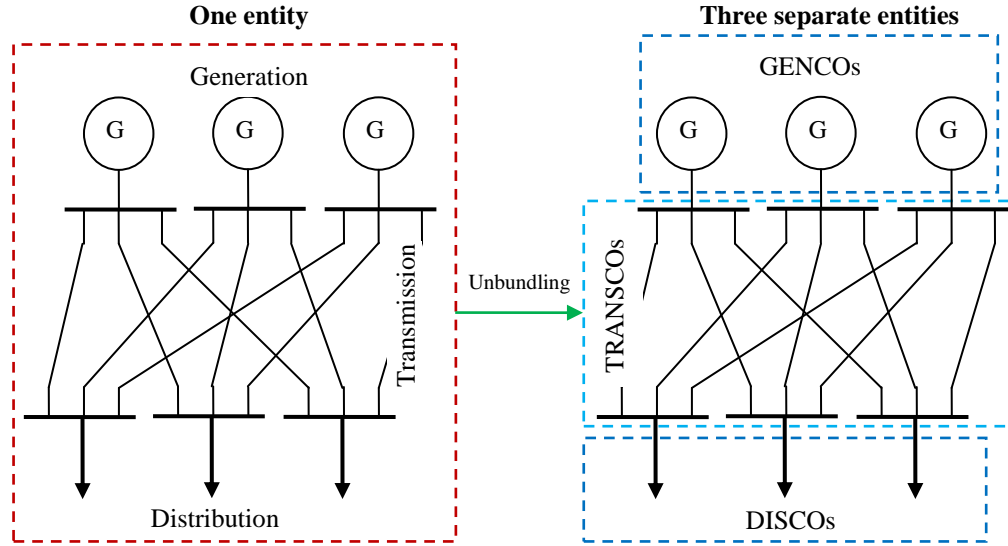 One entity
Generation
G
G
G
Transmission
Distribution
Unbundling
Three separate entities
GENCOs
G
G
G
TRANSCOs
DISCOs